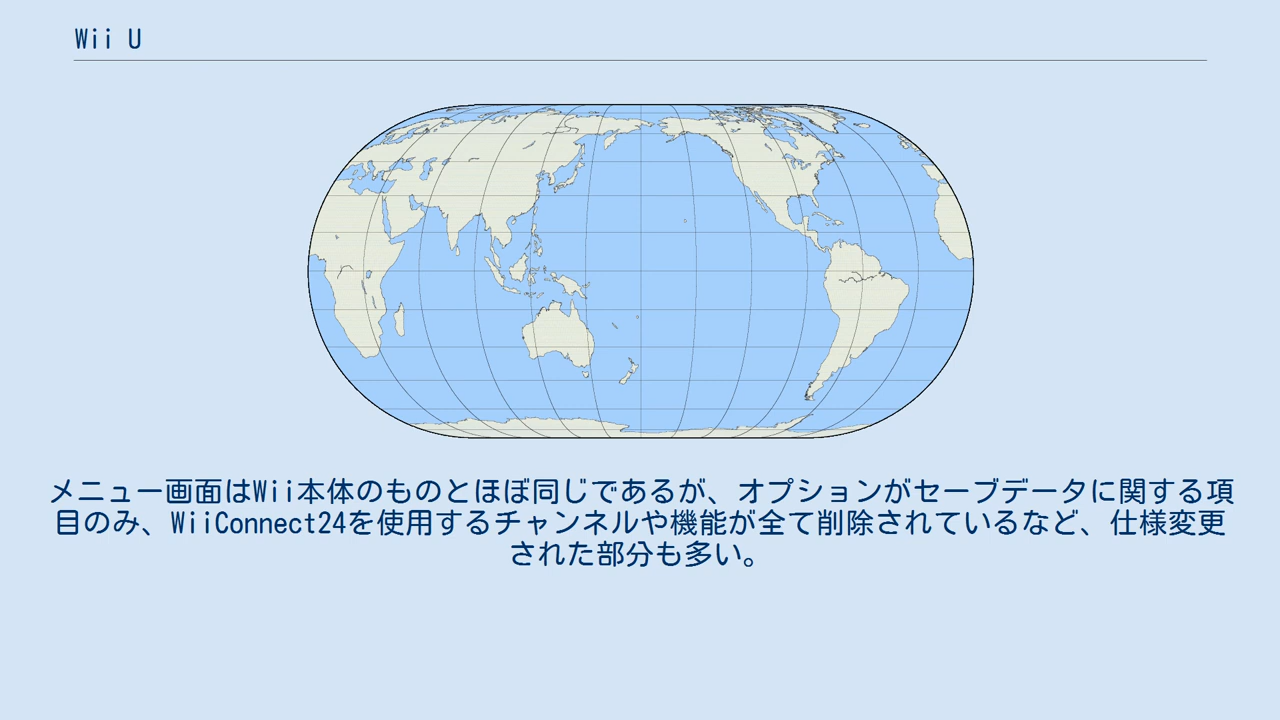 Wii U
メニュー画面はWii本体のものとほぼ同じであるが、オプションがセーブデータに関する項
目のみ、WiiConnect24を使用するチャンネルや機能が全て削除されているなど、仕様変更
された部分も多い。